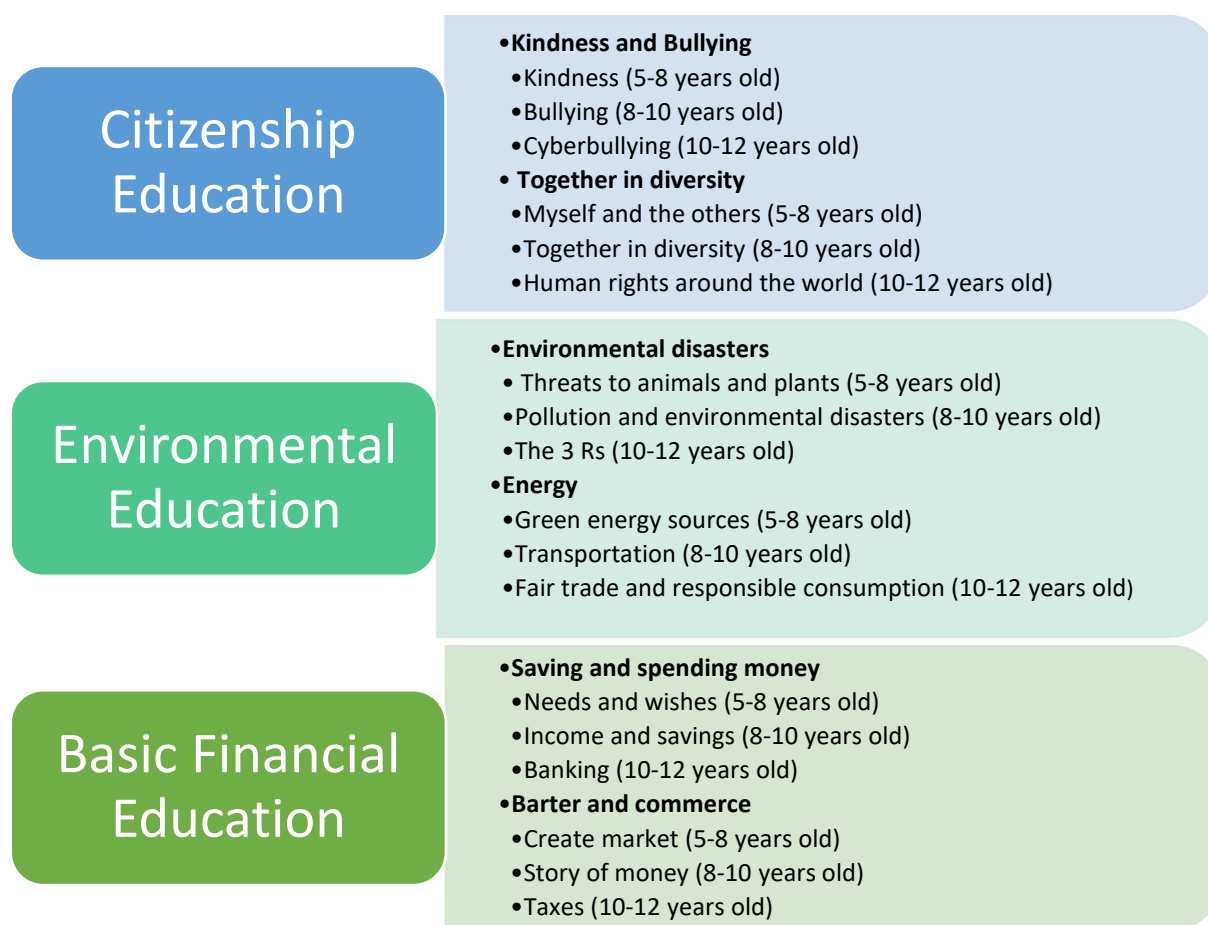 Citizenship
Education
•Kindness and Bullying
•Kindness (5-8 years old)
•Bullying (8-10 years old)
•Cyberbullying (10-12 years old)
• Together in diversity
•Myself and the others (5-8 years old)
•Together in diversity (8-10 years old)
•Human rights around the world (10-12 years old)
Environmental
Education
•Environmental disasters
• Threats to animals and plants (5-8 years old)
•Pollution and environmental disasters (8-10 years old)
•The 3 Rs (10-12 years old)
•Energy
•Green energy sources (5-8 years old)
•Transportation (8-10 years old)
•Fair trade and responsible consumption (10-12 years old)
Basic Financial
Education
•Saving and spending money
•Needs and wishes (5-8 years old)
•Income and savings (8-10 years old)
•Banking (10-12 years old)
•Barter and commerce
•Create market (5-8 years old)
•Story of money (8-10 years old)
•Taxes (10-12 years old)